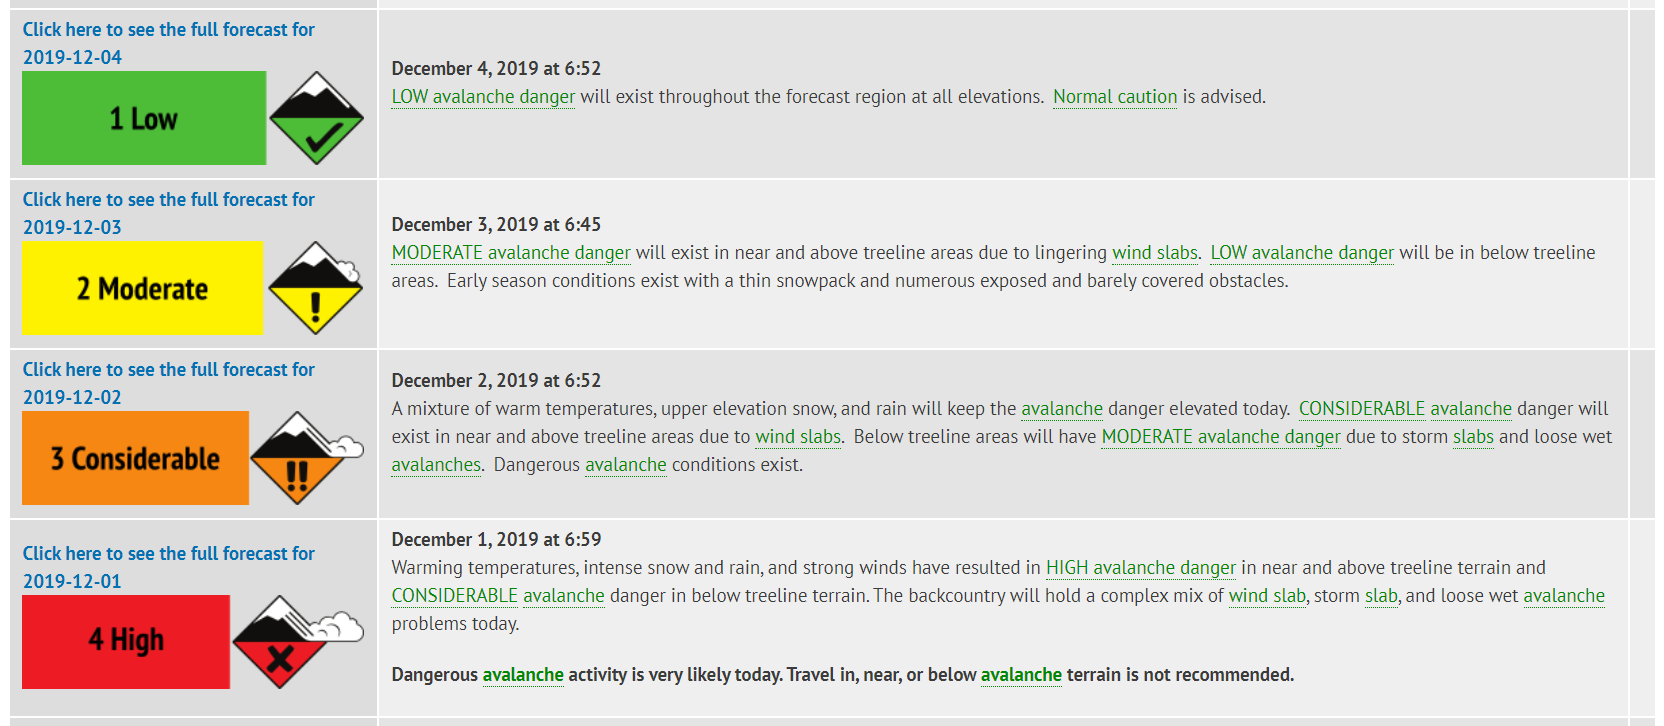 Click here to see the full forecast for
2019-12-04
1 Low
December 4, 2019 at 6:52
LOW avalanche danger will exist throughout the forecast region at all elevations.  Normal caution is advised.
Click here to see the full forecast for
2019-12-03
2 Moderate
December 3, 2019 at 6:45
MODERATE avalanche danger will exist in near and above treeline areas due to lingering wind slabs.  LOW avalanche danger will be in below treeline
areas.  Early season conditions exist with a thin snowpack and numerous exposed and barely covered obstacles.
Click here to see the full forecast for
2019-12-02
3 Considerable
December 2, 2019 at 6:52
A mixture of warm temperatures, upper elevation snow, and rain will keep the avalanche danger elevated today.  CONSIDERABLE avalanche danger will
exist in near and above treeline areas due to wind slabs.  Below treeline areas will have MODERATE avalanche danger due to storm slabs and loose wet
avalanches.  Dangerous avalanche conditions exist.
Click here to see the full forecast for
2019-12-01
4 High
December 1, 2019 at 6:59
Warming temperatures, intense snow and rain, and strong winds have resulted in HIGH avalanche danger in near and above treeline terrain and
CONSIDERABLE avalanche danger in below treeline terrain. The backcountry will hold a complex mix of wind slab, storm slab, and loose wet avalanche
problems today.
Dangerous avalanche activity is very likely today. Travel in, near, or below avalanche terrain is not recommended.